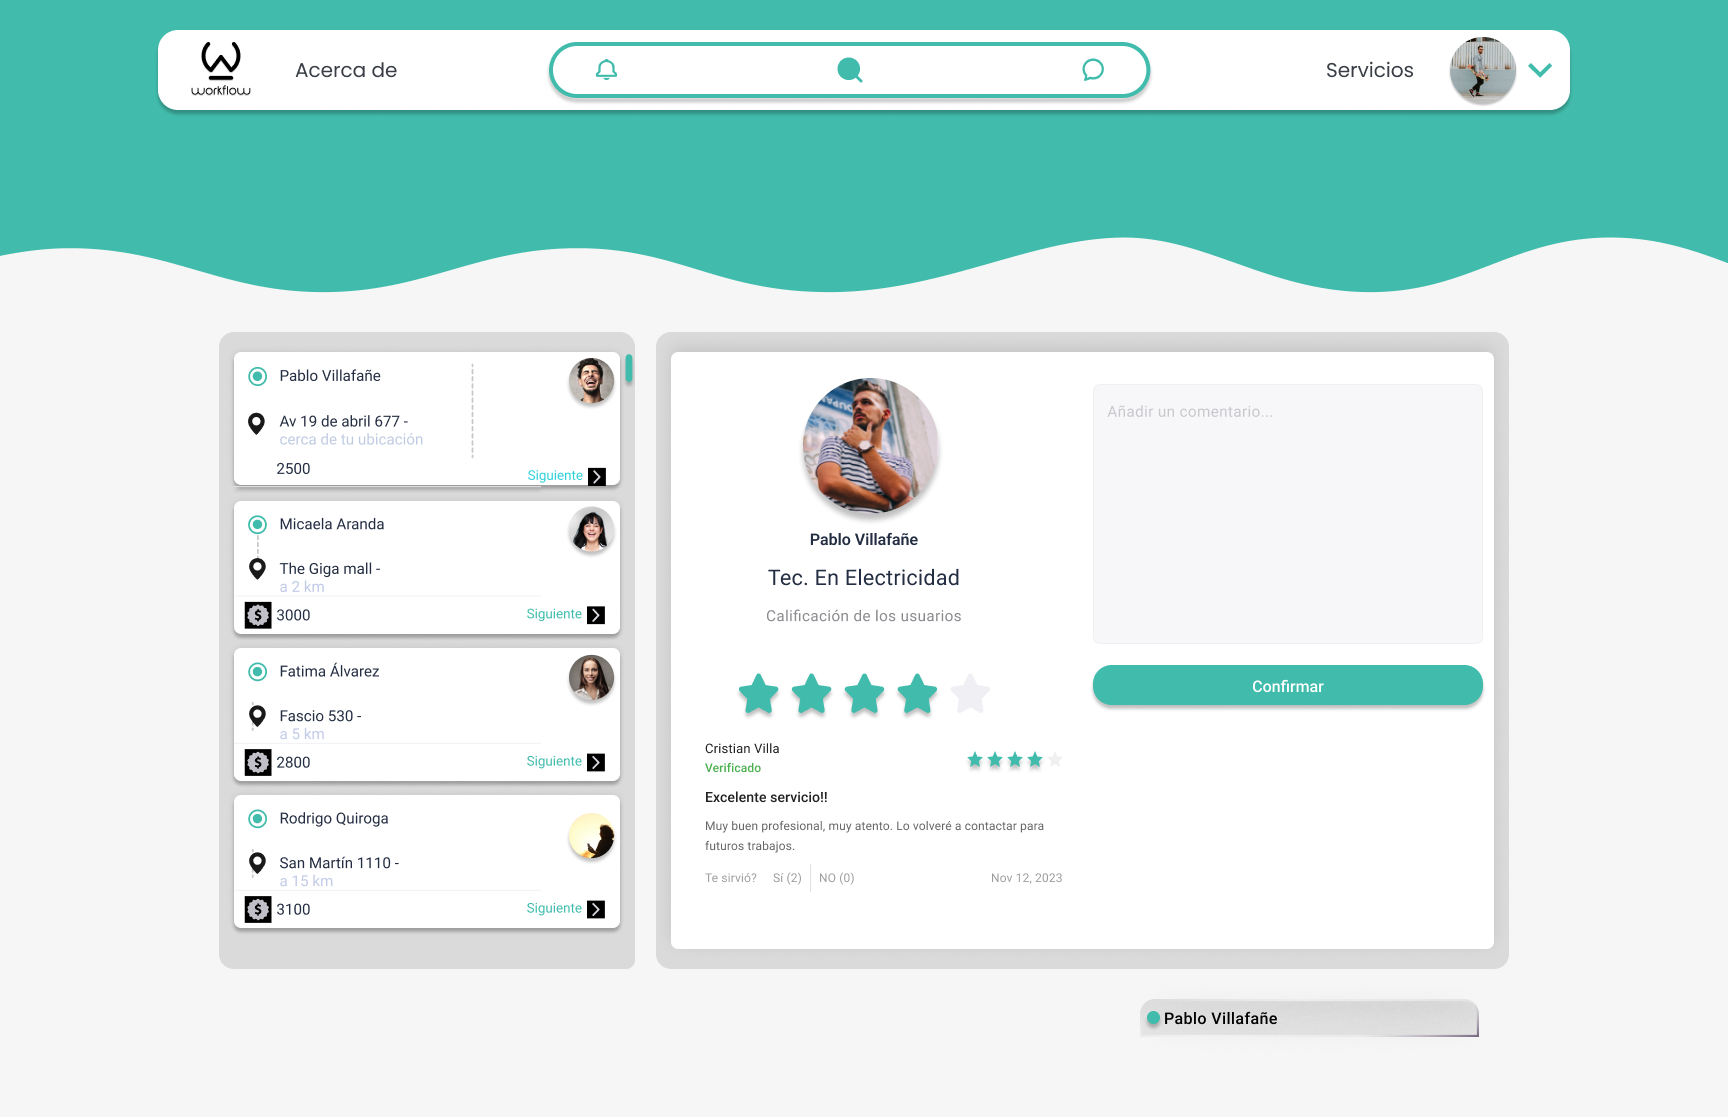 workflow
Acerca de
Servicios
Pablo Villafañe
Av 19 de abril 677 -
cerca de tu ubicación
2500
Siguiente
Micaela Aranda
The Giga mall -
a 2 km
$ 3000
Siguiente
Fatima Álvarez
Fascio 530 -
a 5 km
$ 2800
Siguiente
Rodrigo Quiroga
San Martín 1110 -
a 15 km
$ 3100
Siguiente
Pablo Villafañe
Tec. En Electricidad
Calificación de los usuarios
Cristian Villa
Verificado
Excelente servicio!!
Muy buen profesional, muy atento. Lo volveré a contactar para
futuros trabajos.
Te sirvió? Sí (2) NO (0) Nov 12, 2023
Añadir un comentario...
Confirmar
Pablo Villafañe